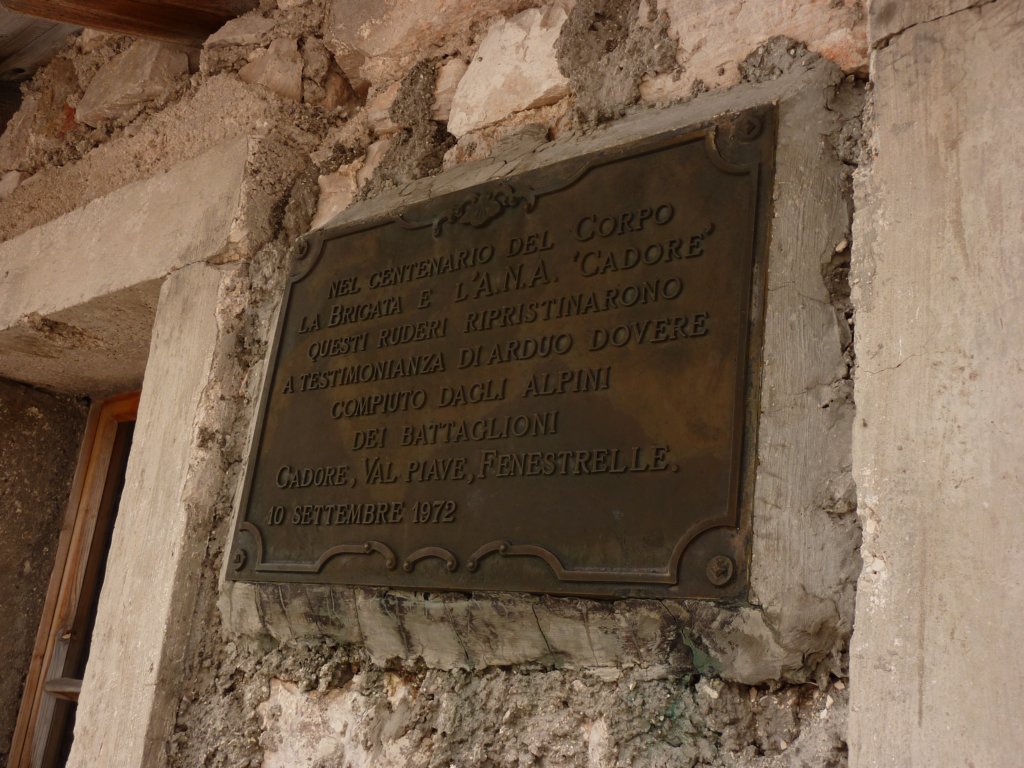 NEL CENTENARIO DEL CORPO
LA BRIGATA E L'A.N.A. "CADORE"
QUESTI RUDERI RIPRISTINARONO
A TESTIMONIANZA DI ARDUO DOVERE
COMPIUTO DAGLI ALPINI
DEI BATTAGLIONI
CADORE, VAL PIAVE, FENESTRELLE.
10 SETTEMBRE 1972